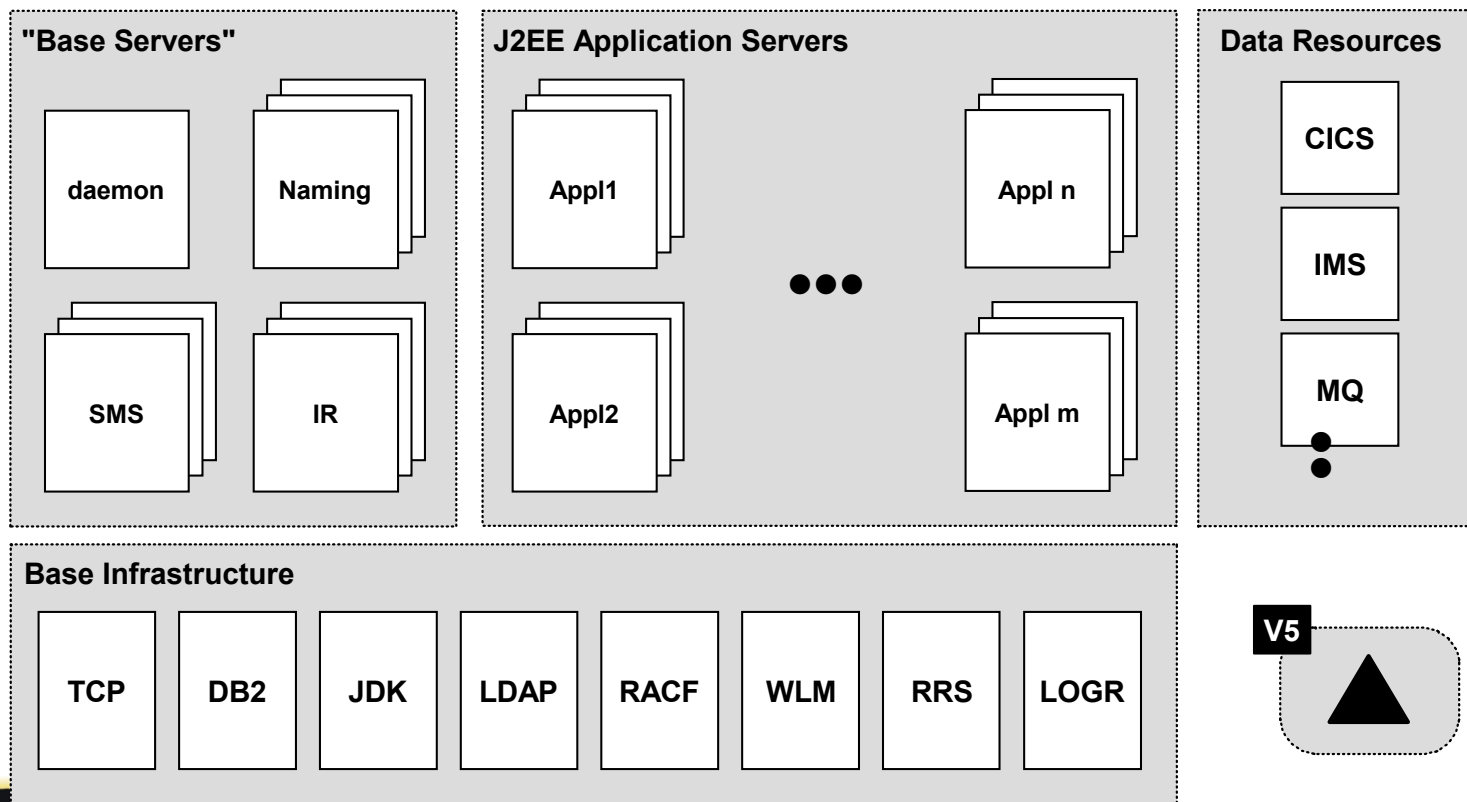 "Base Servers"
daemon
Naming
SMS
IR
J2EE Application Servers
Appl1
Appl n
Appl2
Appl m
Data Resources
CICS
IMS
MQ
Base Infrastructure
TCP
DB2
JDK
LDAP
RACF
WLM
RRS
LOGR
V5